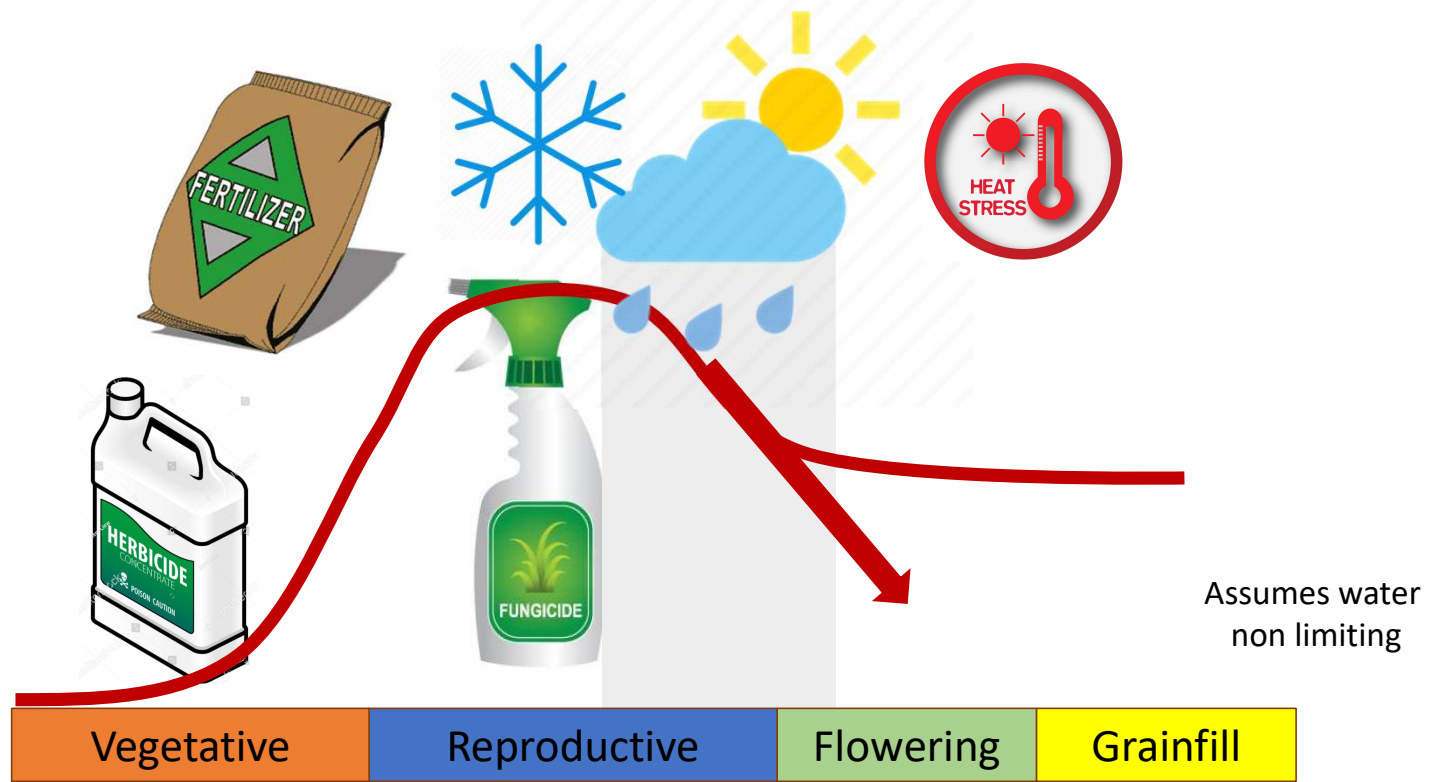 FERTILIZER
HEAT
STRESS
HERBICIDE
CONCENTRATE
POISON CAUTION
FUNGICIDE
Assumes water
non limiting
Vegetative
Reproductive
Flowering
Grainfill